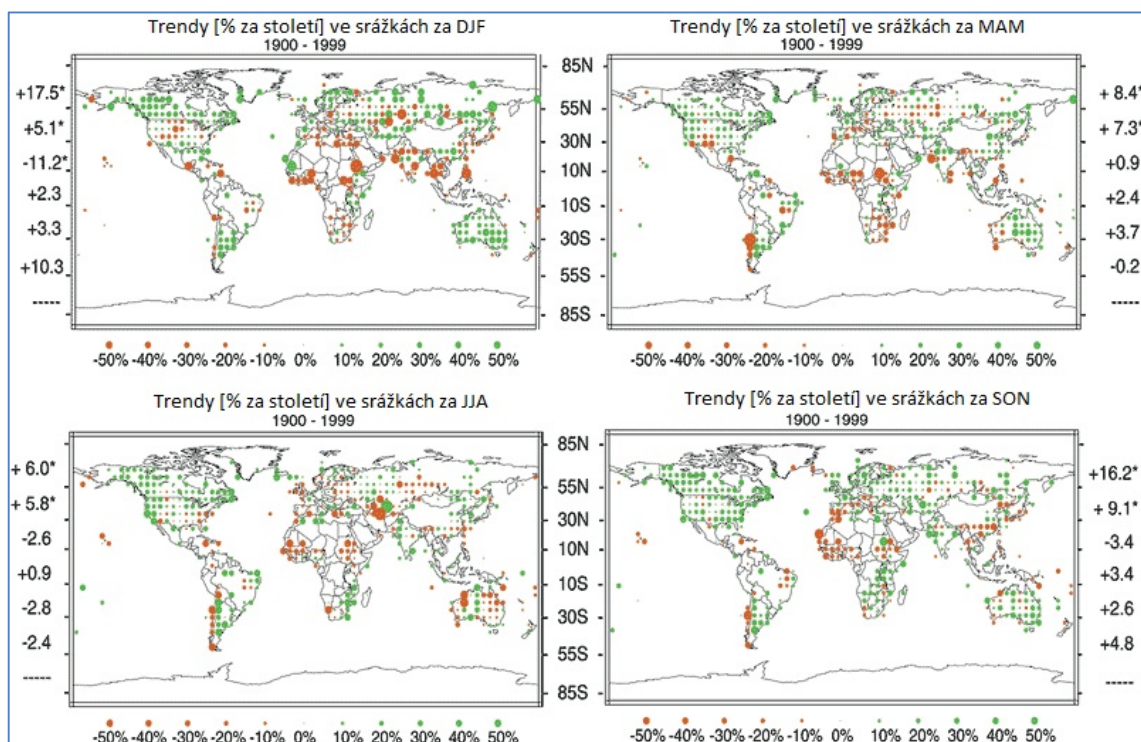 Trendy [% za století] ve srážkách za DJF
1900 - 1999
+17.5*
+5.1*
-11.2*
+2.3
+3.3
+10.3
-----
85N
55N
30N
10N
10S
30S
55S
85S
-50% -40% -30% -20% -10% 0% 10% 20% 30% 40% 50%
Trendy [% za století] ve srážkách za MAM
1900 - 1999
+ 8.4*
+7.3*
+0.9
+2.4
+3.7
-0.2
-----
-50% -40% -30% -20% -10% 0% 10% 20% 30% 40% 50%
Trendy [% za století] ve srážkách za JJA
1900 - 1999
+ 6.0*
+5.8*
-2.6
+0.9
-2.8
-2.4
-----
85N
55N
30N
10N
10S
30S
55S
85S
-50% -40% -30% -20% -10% 0% 10% 20% 30% 40% 50%
Trendy [% za století] ve srážkách za SON
1900 - 1999
+16.2*
+ 9.1*
-3.4
+3.4
+2.6
+4.8
-----
-50% -40% -30% -20% -10% 0% 10% 20% 30% 40% 50%